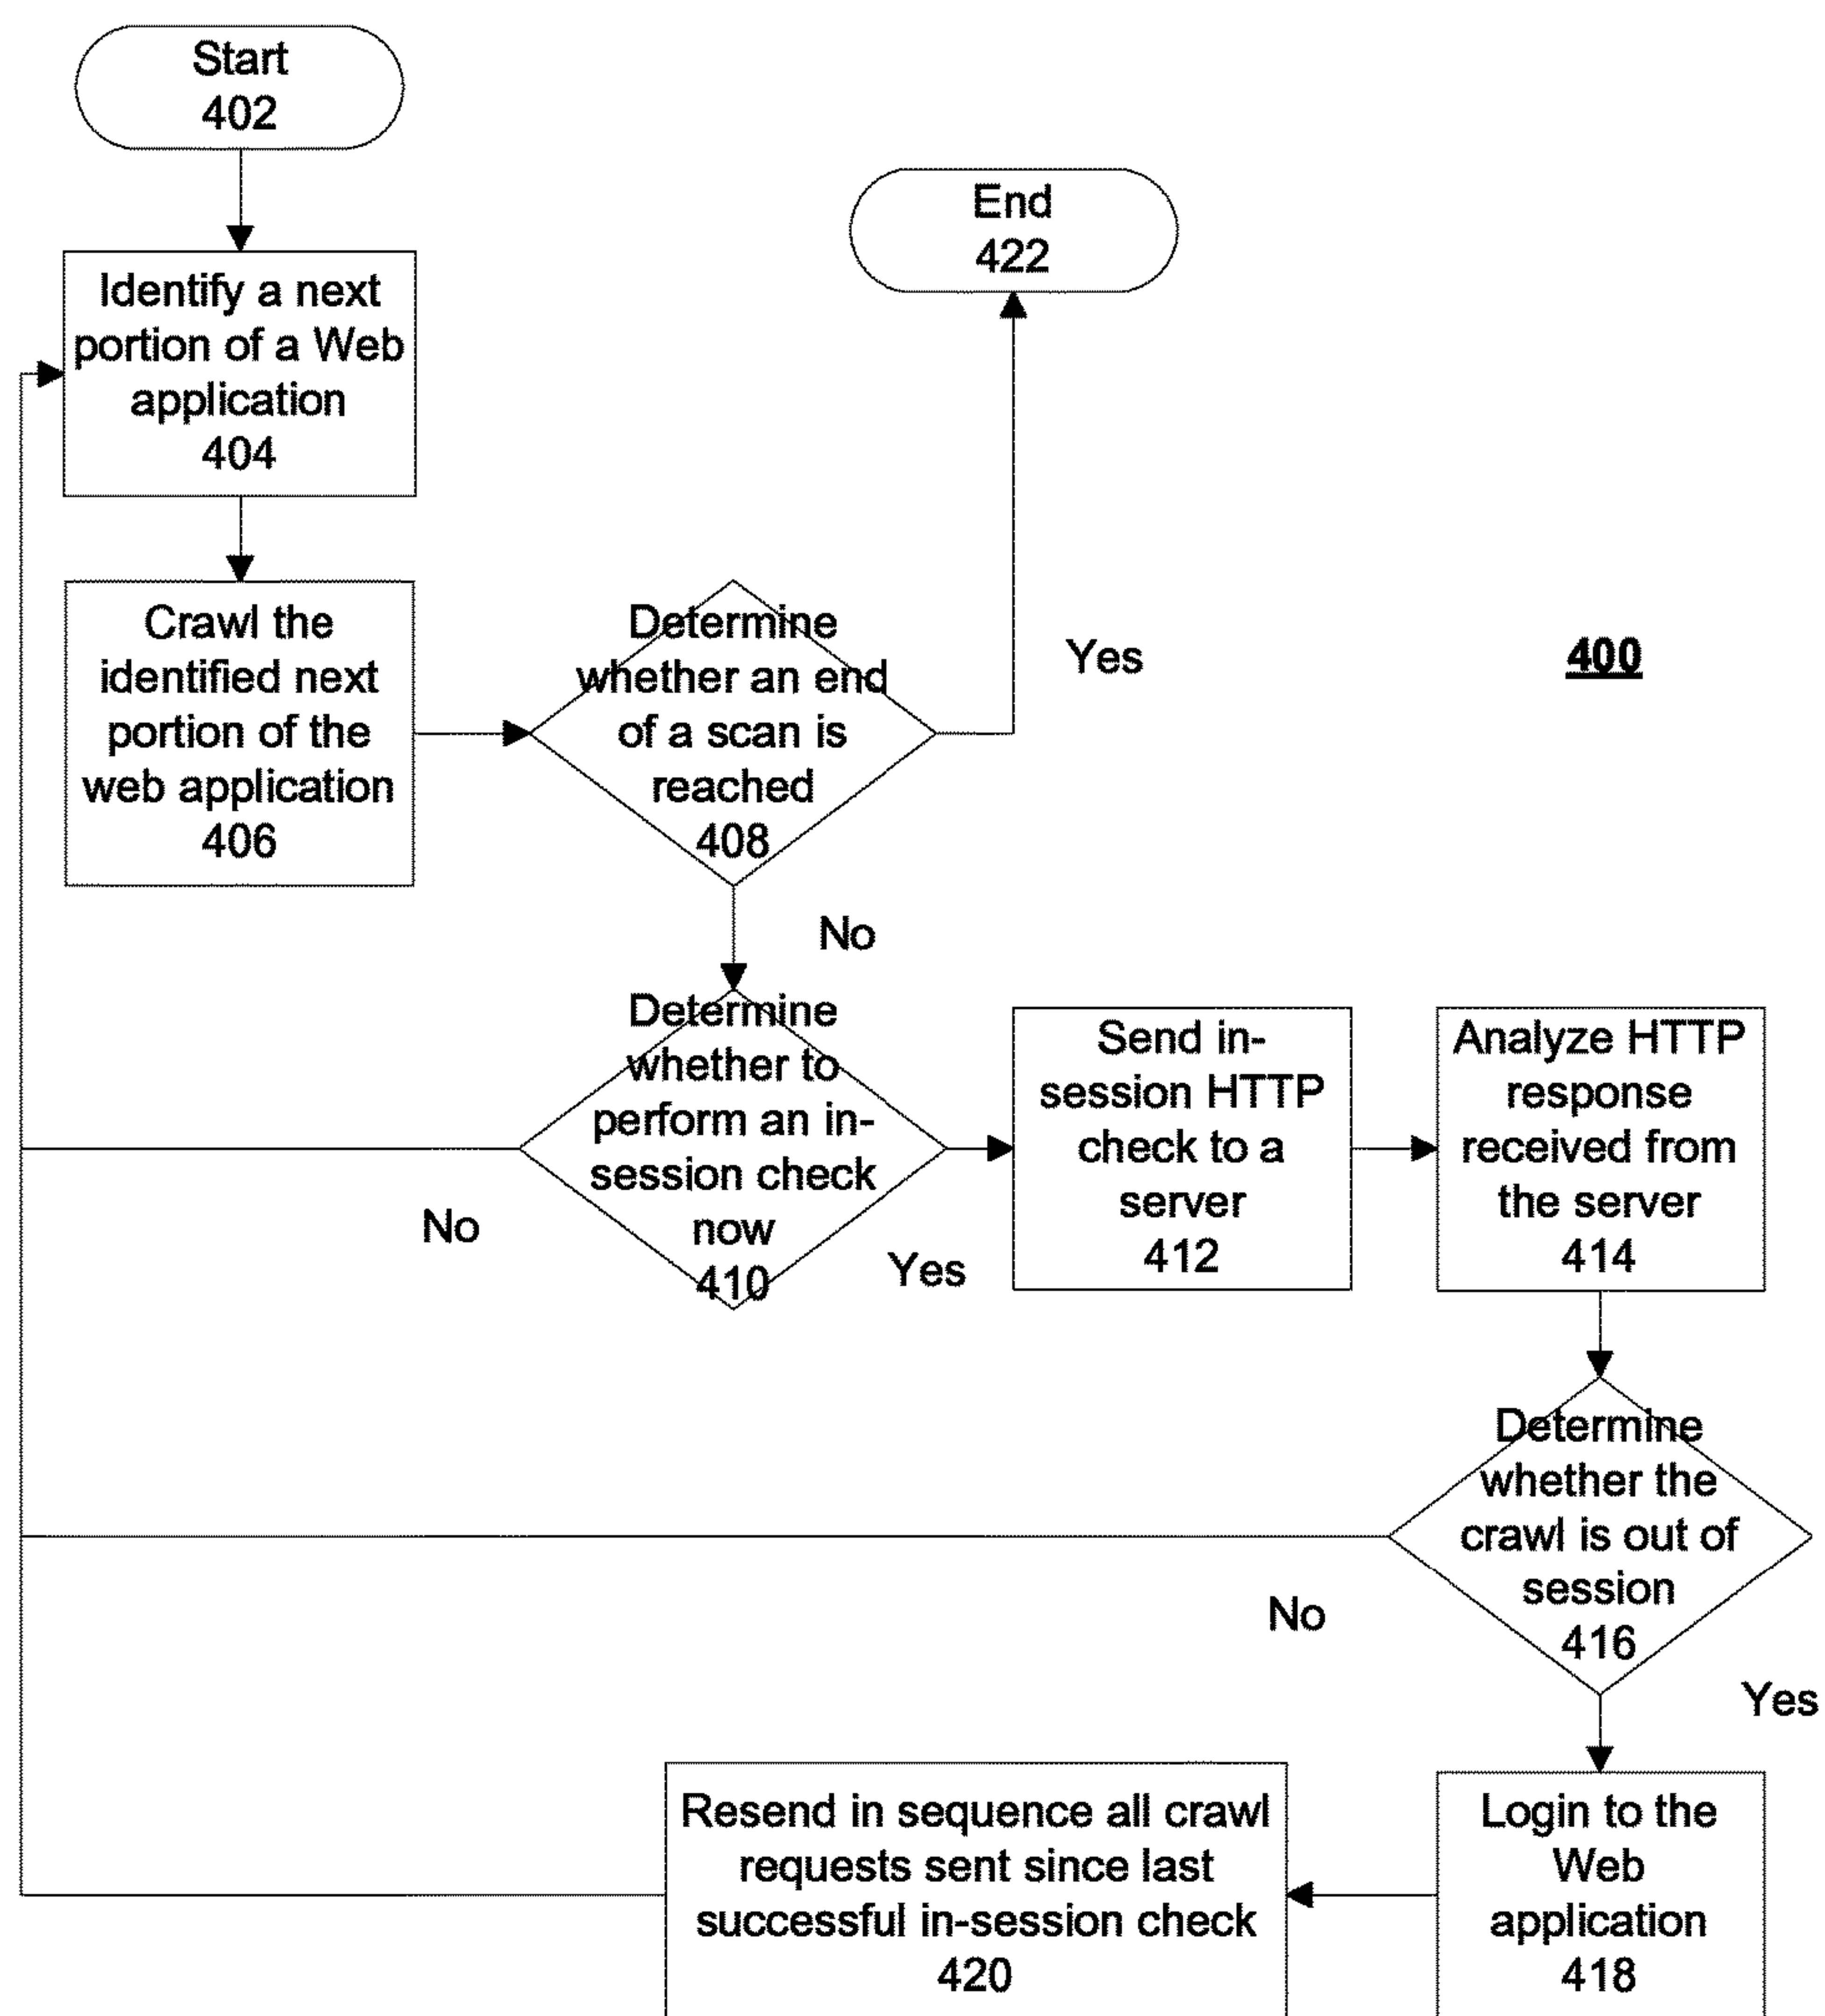 Start
402
End
422
Identify a next
portion of a Web
application
404
Crawl the
identified next
portion of the
web application
406
Determine
whether an end
of a scan is
reached
408
Yes
400
No
Determine
whether to
perform an in-
session check
now
410
No
Yes
Send in-
session HTTP
check to a
server
412
Analyze HTTP
response
received from
the server
414
Determine
whether the
crawl is out of
session
416
No
Yes
Resend in sequence all crawl
requests sent since last
successful in-session check
420
Login to the
Web
application
418